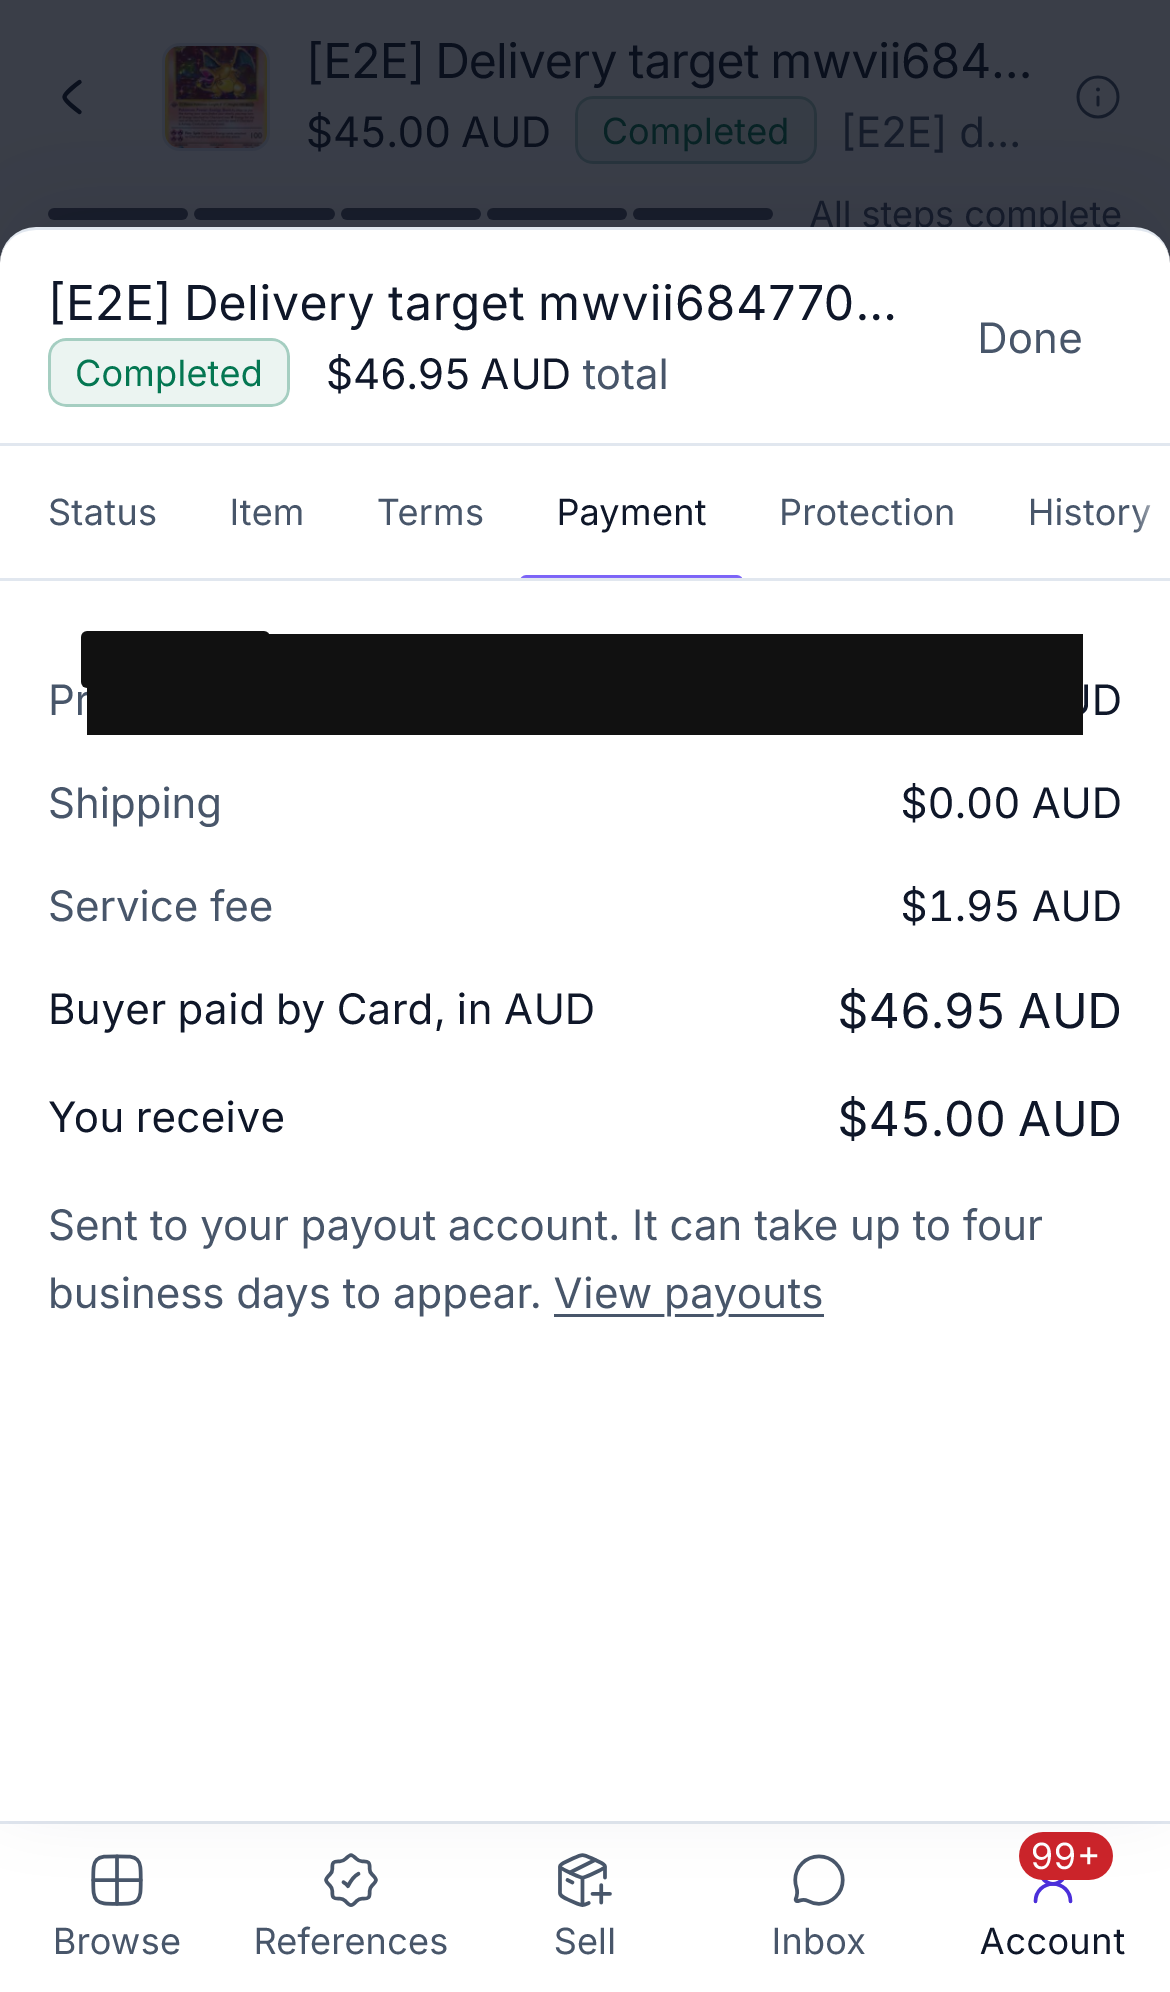 [E2E] Delivery target mwvii684...
$45.00 AUD Completed [E2E] d...
All steps complete
[E2E] Delivery target mwvii684770...
Completed $46.95 AUD total
Done
Status Item Terms Payment Protection History
Shipping $0.00 AUD
Service fee $1.95 AUD
Buyer paid by Card, in AUD $46.95 AUD
You receive $45.00 AUD
Sent to your payout account. It can take up to four
business days to appear. View payouts
99+
Browse References Sell Inbox Account